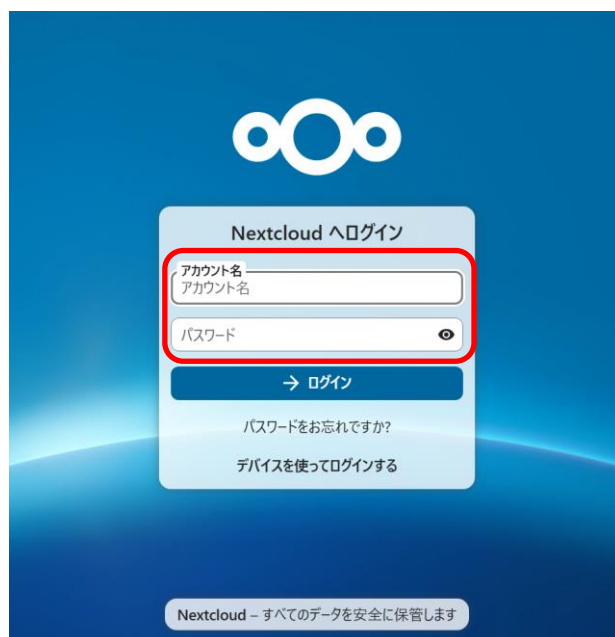 Nextcloud へログイン
アカウント名
アカウント名
パスワード
→ ログイン
パスワードをお忘れですか?
デバイスを使ってログインする
Nextcloud – すべてのデータを安全に保管します